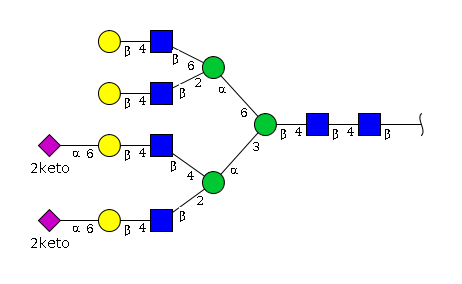 β 4 β 6
β 4 β 2 α
6 β 4 β 4 β
3
α 6 β 4 β 4 α
2keto
2
α 6 β 4 β
2keto